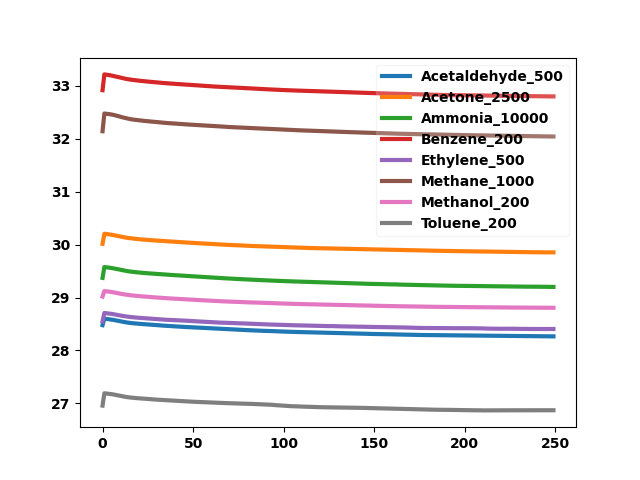 33
32
31
30
29
28
27
0 50 100 150 200 250
Acetaldehyde_500
Acetone_2500
Ammonia_10000
Benzene_200
Ethylene_500
Methane_1000
Methanol_200
Toluene_200